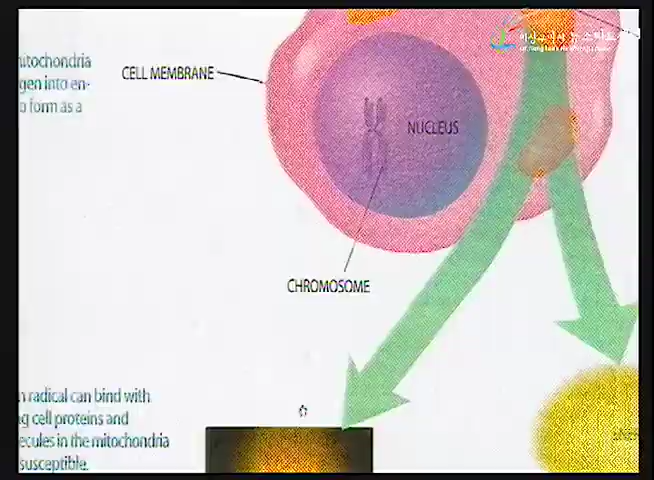 mitochondria
gen into en-
o form as a
CELL MEMBRANE
NUCLEUS
CHROMOSOME
radical can bind with
cell proteins and
ecules in the mitochondria
susceptible.